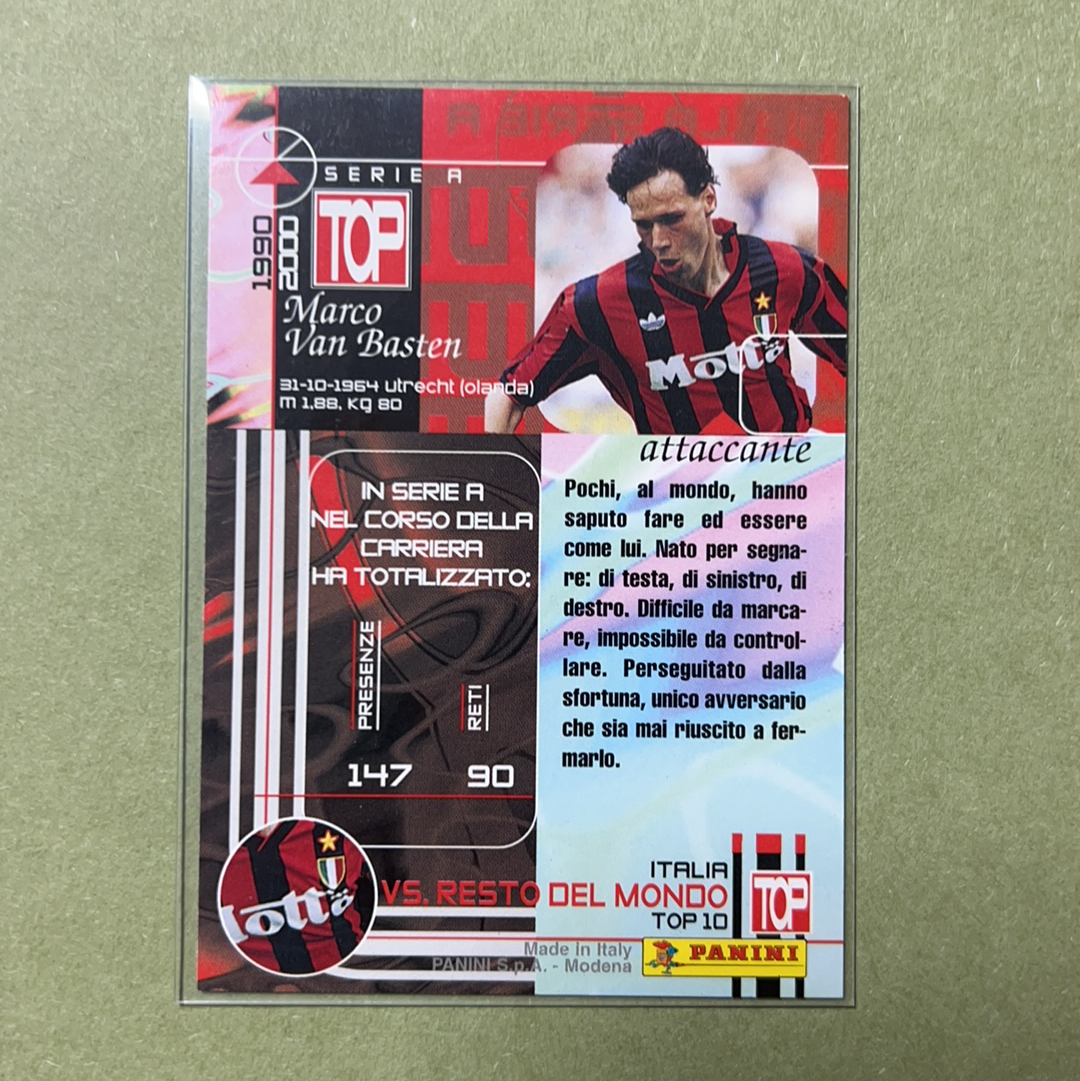 SERIE A
1990
2000
TOP
Marco
Van Basten
31-10-1964 Utrecht (olanda)
m 1,88, Kg 80
Motta
attaccante
IN SERIE A
NEL CORSO DELLA
CARRIERA
HA TOTALIZZATO:
PRESENZE
RETI
147
90
Pochi, al mondo, hanno
saputo fare ed essere
come lui. Nato per segna-
re: di testa, di sinistro, di
destro. Difficile da marca-
re, impossibile da control-
lare. Perseguitato dalla
sfortuna, unico avversario
che sia mai riuscito a fer-
marlo.
ITALIA
VS. RESTO DEL MONDO
TOP 10
TOP
Made in Italy
PANINI S.p.A. - Modena
PANINI